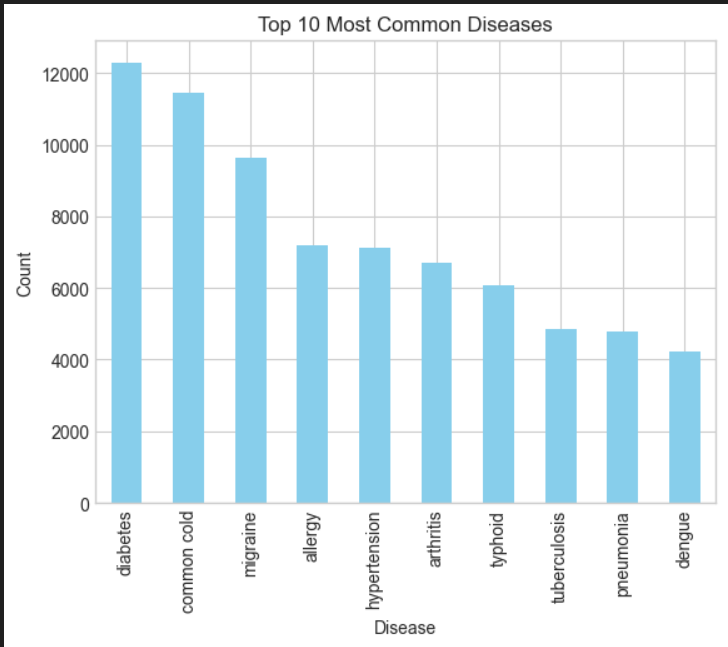 Top 10 Most Common Diseases
Count
12000
10000
8000
6000
4000
2000
0
diabetes
common cold
migraine
allergy
hypertension
arthritis
typhoid
tuberculosis
pneumonia
dengue
Disease